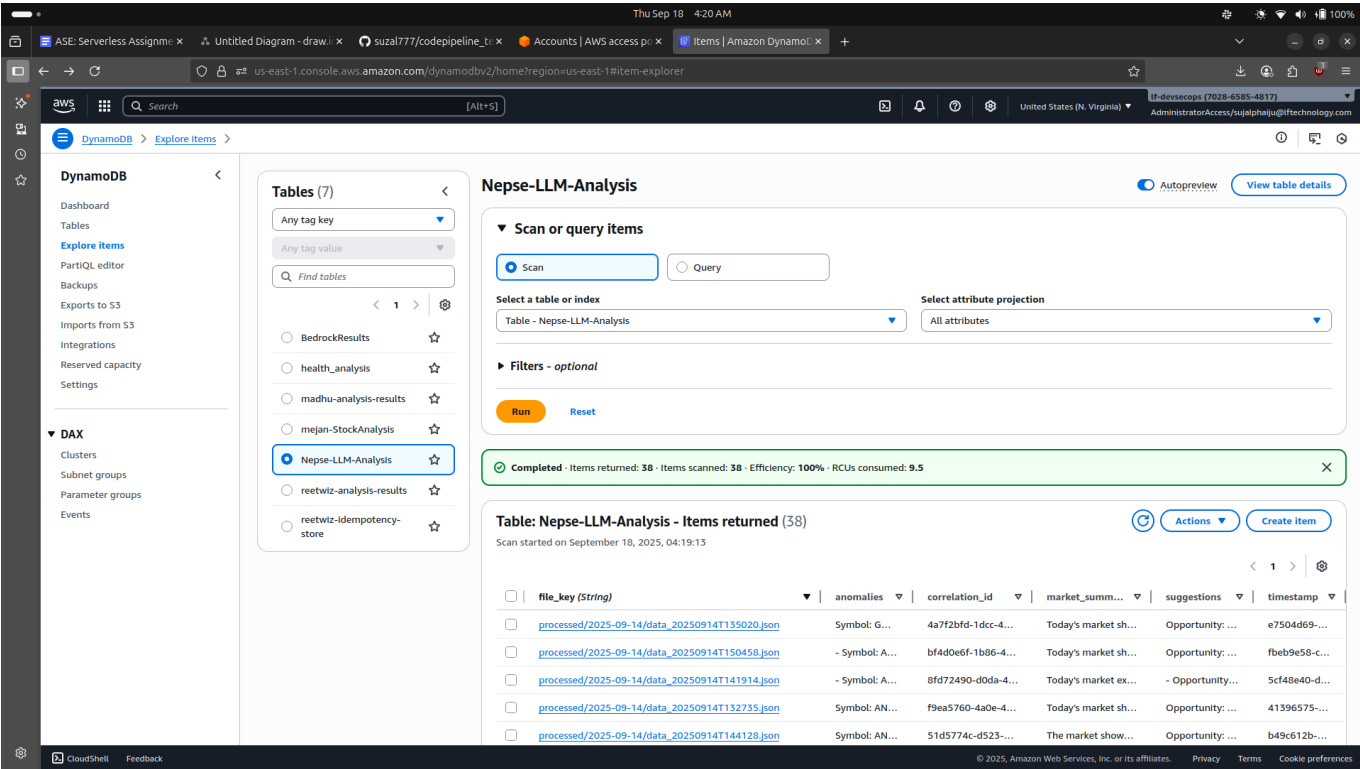 Thu Sep 18 4:20 AM
100%
ASE: Serverless Assignme × Untitled Diagram - draw.i × suzal777/codepipeline_te × Accounts | AWS access po × Items | Amazon DynamoD × +
us-east-1.console.aws.amazon.com/dynamodbv2/home?region=us-east-1#item-explorer
aws Search [Alt+S] United States (N. Virginia) ▼ lf-devsecops (7028-6585-4817) ▼
AdministratorAccess/sujalphaiju@lftechnology.com
DynamoDB > Explore items >
DynamoDB
Dashboard
Tables
Explore items
PartiQL editor
Backups
Exports to S3
Imports from S3
Integrations
Reserved capacity
Settings
▼ DAX
Clusters
Subnet groups
Parameter groups
Events
Tables (7)
Any tag key
Any tag value
Find tables
< 1 >
BedrockResults
health_analysis
madhu-analysis-results
mejan-StockAnalysis
Nepse-LLM-Analysis
reetwiz-analysis-results
reetwiz-idempotency-
store
Nepse-LLM-Analysis
Autopreview View table details
▼ Scan or query items
Scan Query
Select a table or index Select attribute projection
Table - Nepse-LLM-Analysis All attributes
Filters - optional
Run Reset
Completed · Items returned: 38 · Items scanned: 38 · Efficiency: 100% · RCUs consumed: 9.5
Table: Nepse-LLM-Analysis - Items returned (38)
Actions ▼ Create item
Scan started on September 18, 2025, 04:19:13
< 1 >
file_key (String) anomalies correlation_id market_summ... suggestions timestamp
processed/2025-09-14/data_20250914T135020.json Symbol: G... 4a7f2bfd-1dcc-4... Today's market sh... Opportunity: ... e7504d69-...
processed/2025-09-14/data_20250914T150458.json - Symbol: A... bf4d0e6f-1b86-4... Today's market sh... Opportunity: ... fbeb9e58-c...
processed/2025-09-14/data_20250914T141914.json - Symbol: A... 8fd72490-d0da-4... Today's market ex... - Opportunity... 5cf48e40-d...
processed/2025-09-14/data_20250914T132735.json Symbol: AN... f9ea5760-4a0e-4... Today's market sh... Opportunity: ... 41396575-...
processed/2025-09-14/data_20250914T144128.json Symbol: AN... 51d5774c-d523-... The market show... Opportunity: ... b49c612b-...
CloudShell Feedback © 2025, Amazon Web Services, Inc. or its affiliates. Privacy Terms Cookie preferences